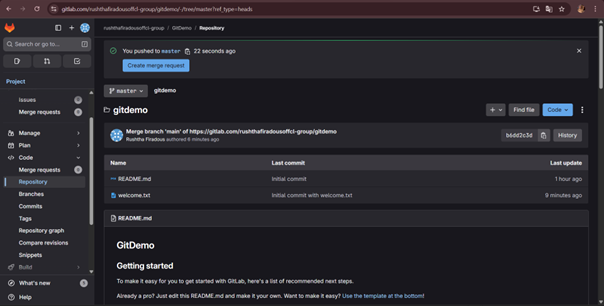 gitlab.com/rushthafiradousoffcl-group/gitdemo/-/tree/master?ref_type=heads
Search or go to...
Project
Issues 0
Merge requests 0
Manage
Plan
Code
Merge requests 0
Repository
Branches
Commits
Tags
Repository graph
Compare revisions
Snippets
Build
What's new
Help
rushthafiradousoffcl-group / GitDemo / Repository
You pushed to master 22 seconds ago
Create merge request
master gitdemo
gitdemo
Find file Code
Merge branch 'main' of https://gitlab.com/rushthafiradousoffcl-group/gitdemo
Rushtha Firadous authored 6 minutes ago
b6dd2c3d History
Name Last commit Last update
README.md Initial commit 1 hour ago
welcome.txt Initial commit with welcome.txt 9 minutes ago
README.md
GitDemo
Getting started
To make it easy for you to get started with GitLab, here's a list of recommended next steps.
Already a pro? Just edit this README.md and make it your own. Want to make it easy? Use the template at the bottom!